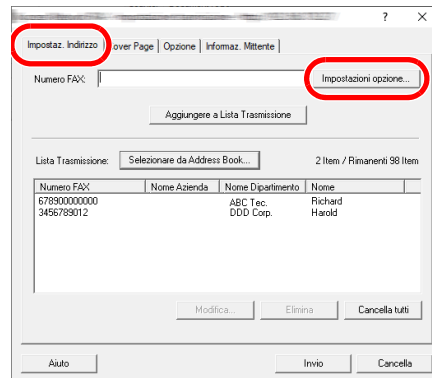 Impostaz. Indirizzo Cover Page Opzione Informaz. Mittente
Numero FAX: Impostazioni opzione...
Aggiungere a Lista Trasmissione
Lista Trasmissione: Selezionare da Address Book... 2 Item / Rimanenti 98 Item
Numero FAX Nome Azienda Nome Dipartimento Nome
678900000000 ABC Tec. Richard
3456789012 DDD Corp. Harold
Modifica... Elimina Cancella tutti
Aiuto Invio Cancella